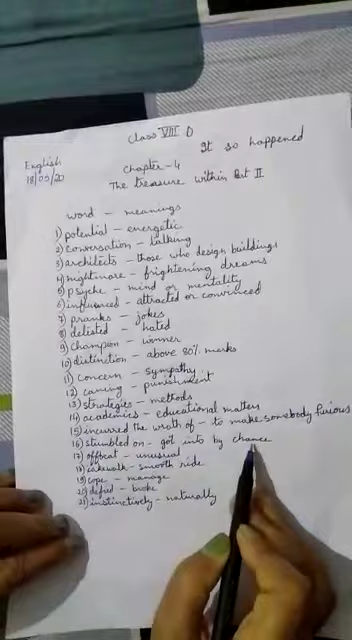 Class VIII D
It so happened
English
18/05/20
Chapter-4
The treasure within Part II
word - meanings
1) potential - energetic
2) conversation - talking
3) architects - those who design buildings
4) nightmare - frightening dreams
5) psyche - mind or mentality
6) influenced - attracted or convinced
7) pranks - jokes
8) detested - hated
9) champion - winner
10) distinction - above 80% marks
11) concern - sympathy
12) caning - punishment
13) strategies - methods
14) academics - educational matters
15) incurred the wrath of - to make somebody furious
16) stumbled on - got into by chance
17) offbeat - unusual
18) cakewalk - smooth ride
19) cope - manage
20) defied - broke
21) instinctively - naturally